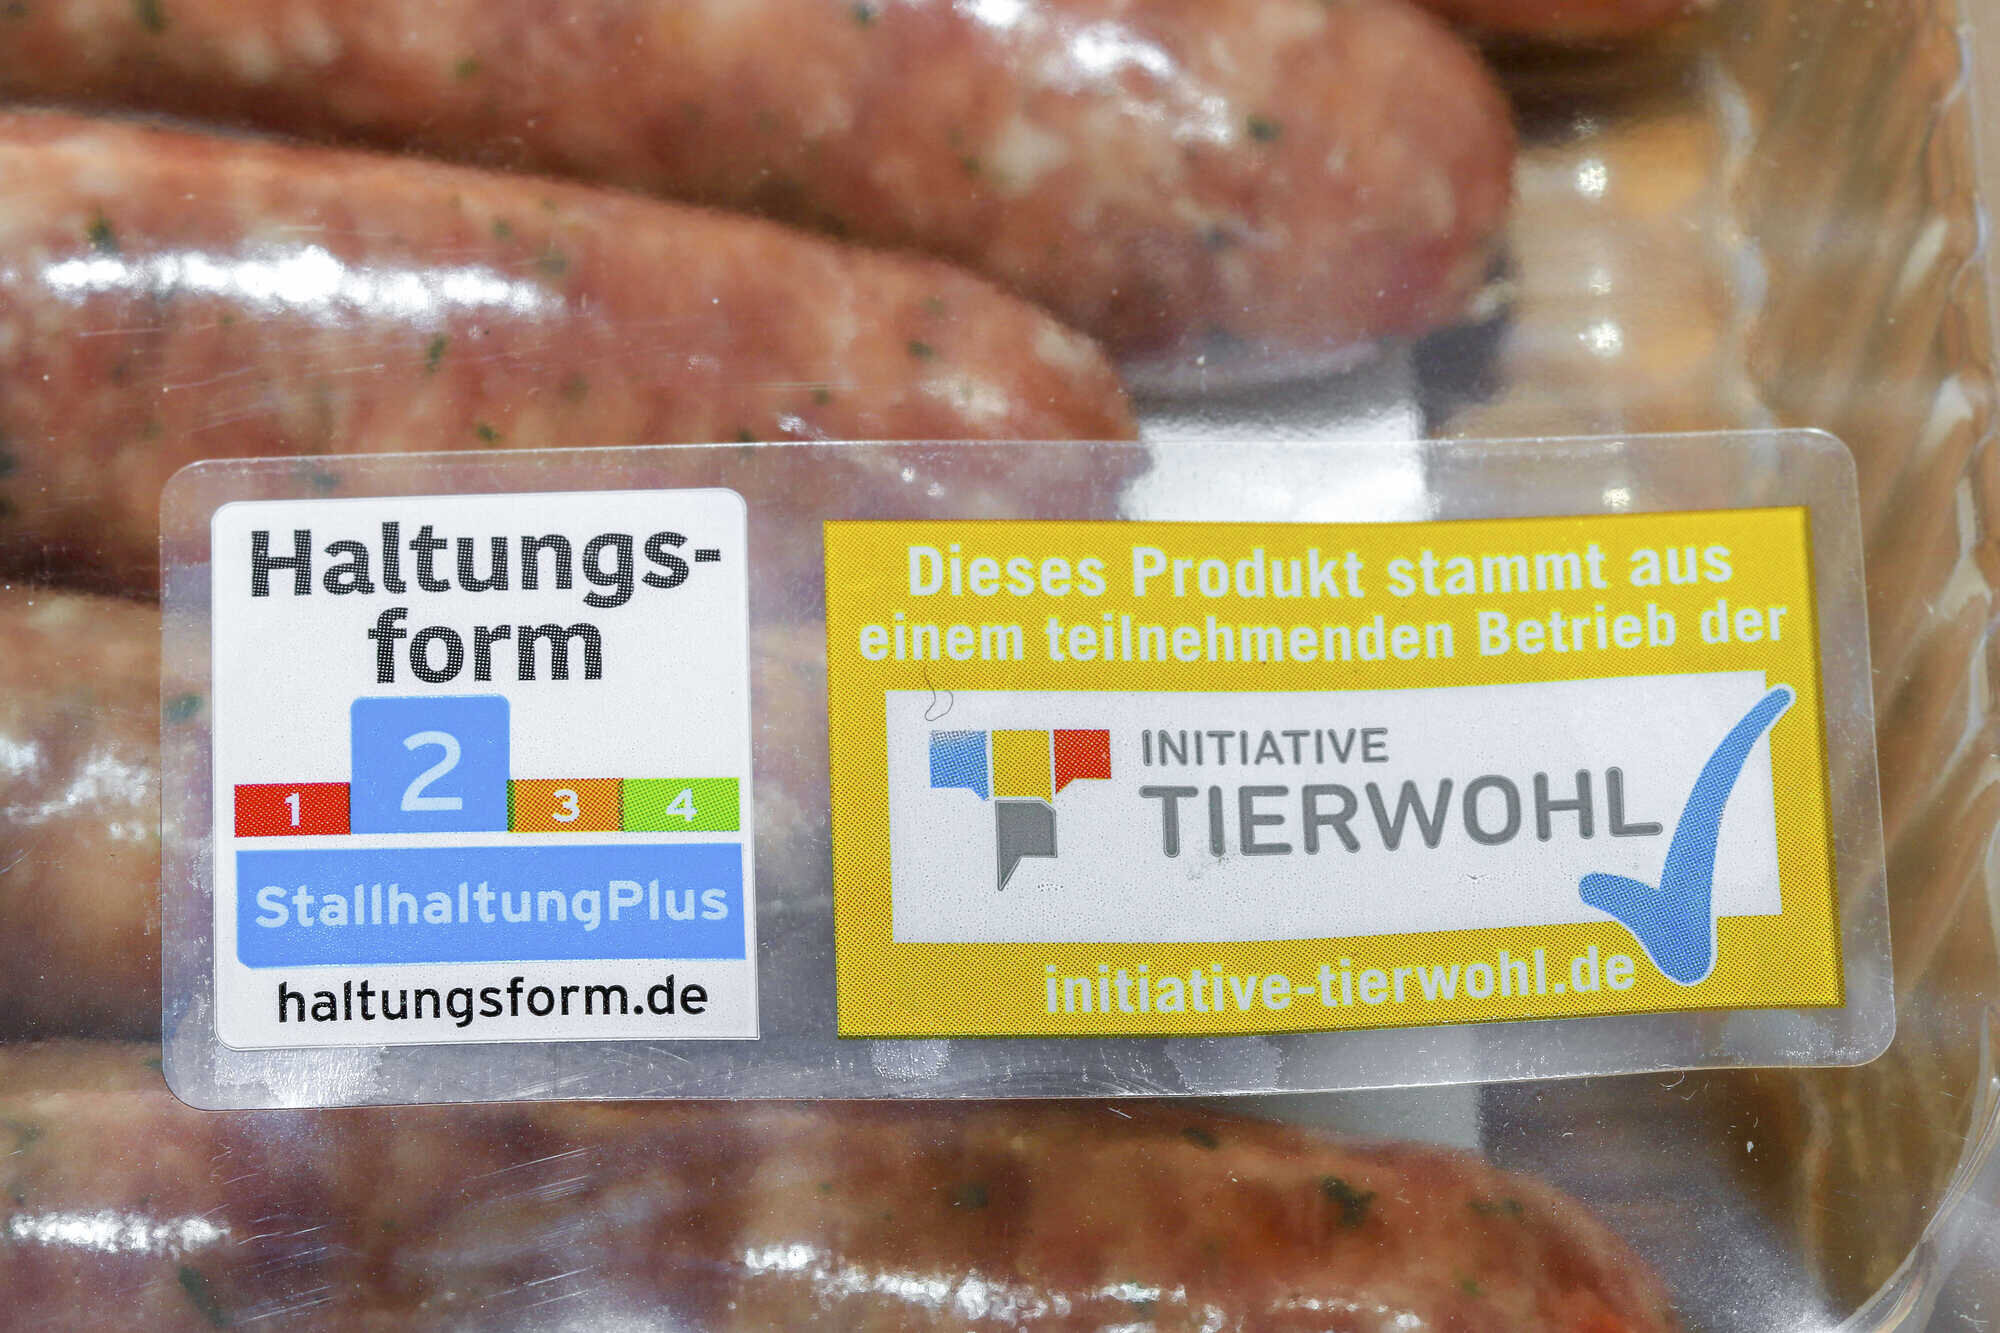 Haltungs-
form
1 2 3 4
StallhaltungPlus
haltungsform.de
Dieses Produkt stammt aus
einem teilnehmenden Betrieb der
INITIATIVE
TIERWOHL
initiative-tierwohl.de